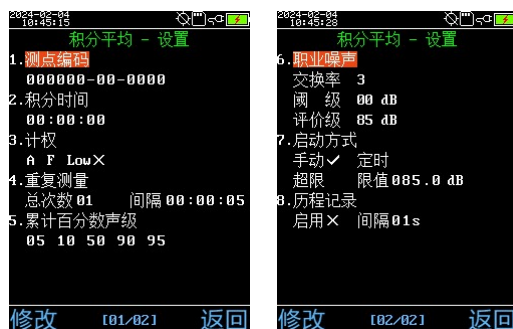 2024-02-04
10:45:15
积分平均 - 设置
1.测点编码
000000-00-0000
2.积分时间
00:00:00
3.计权
A F Low×
4.重复测量
总次数01 间隔00:00:05
5.累计百分数声级
05 10 50 90 95
修改 [01/02] 返回
2024-02-04
10:45:28
积分平均 - 设置
6.职业噪声
交换率 3
阈 级 00 dB
评价级 85 dB
7.启动方式
手动✓ 定时
超限 限值085.0 dB
8.历程记录
启用× 间隔01s
修改 [02/02] 返回